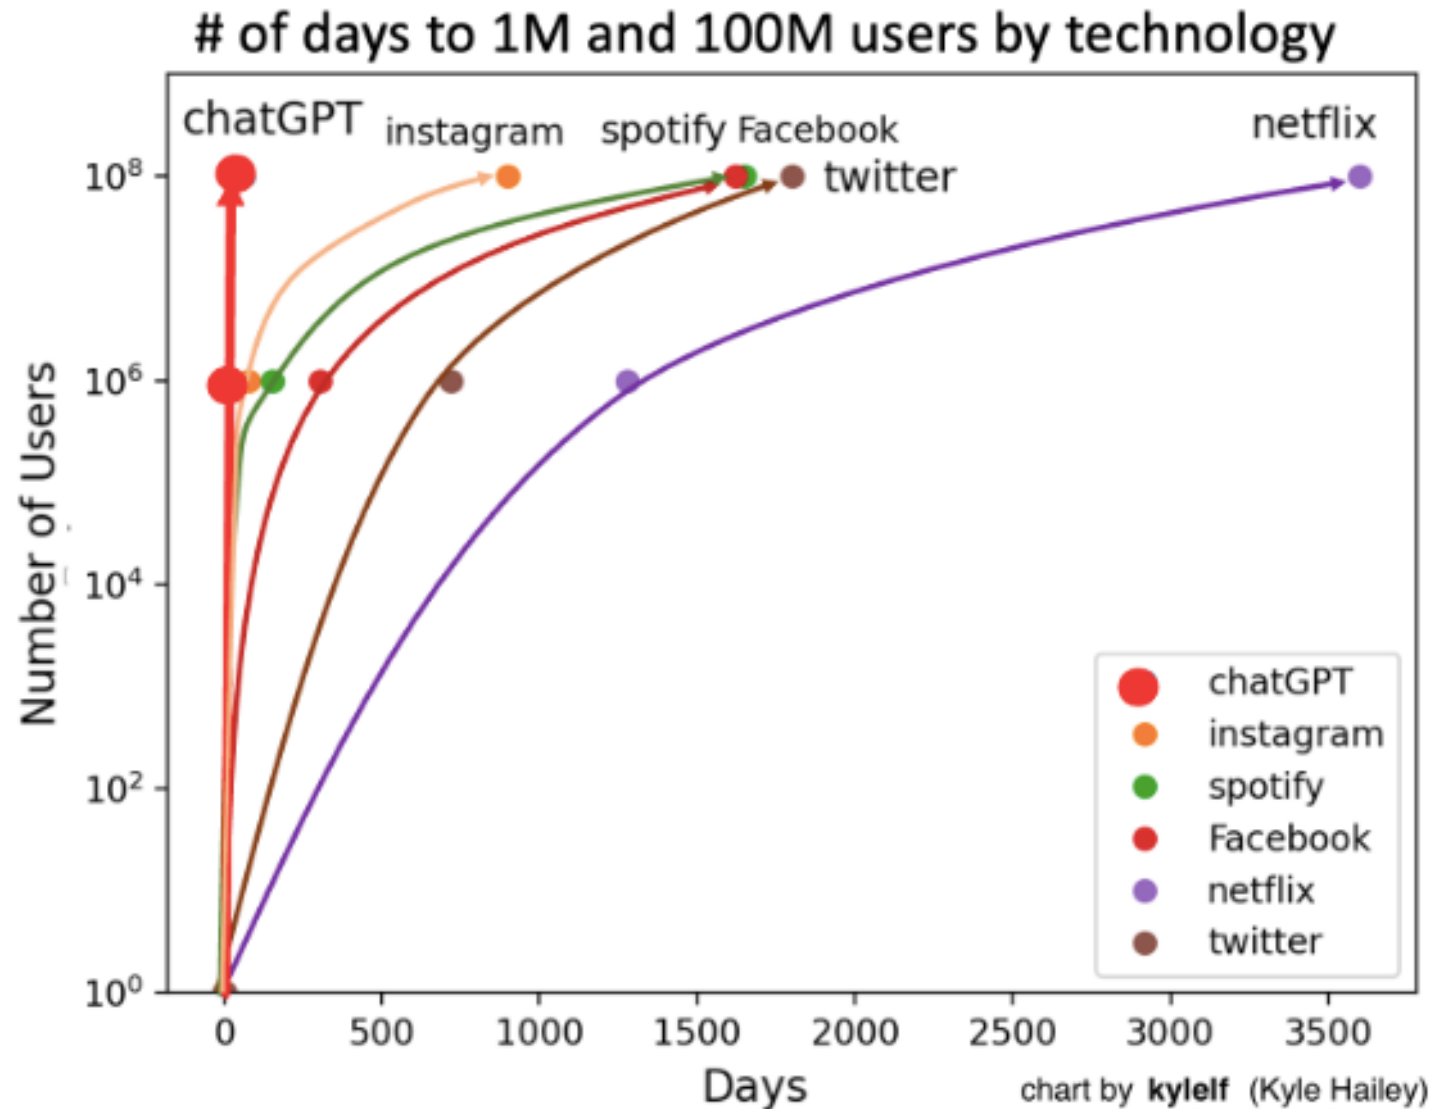 # of days to 1M and 100M users by technology
chatGPT
instagram
spotify
Facebook
netflix
twitter
10⁸
10⁶
10⁴
10²
10⁰
Number of Users
0 500 1000 1500 2000 2500 3000 3500
Days
chatGPT
instagram
spotify
Facebook
netflix
twitter
chart by kylelf (Kyle Hailey)